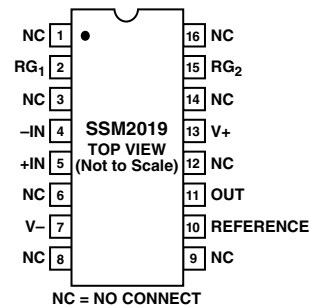 NC 1 16 NC
RG1 2 15 RG2
NC 3 14 NC
–IN 4 SSM2019 13 V+
+IN 5 TOP VIEW (Not to Scale) 12 NC
NC 6 11 OUT
V– 7 10 REFERENCE
NC 8 9 NC
NC = NO CONNECT